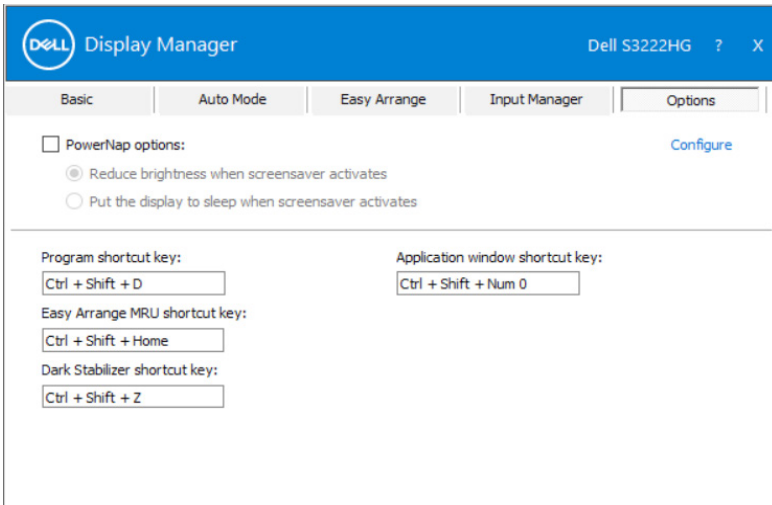 DELL Display Manager Dell S3222HG ? X
Basic Auto Mode Easy Arrange Input Manager Options
PowerNap options: Configure
Reduce brightness when screensaver activates
Put the display to sleep when screensaver activates
Program shortcut key: Application window shortcut key:
Ctrl + Shift + D Ctrl + Shift + Num 0
Easy Arrange MRU shortcut key:
Ctrl + Shift + Home
Dark Stabilizer shortcut key:
Ctrl + Shift + Z